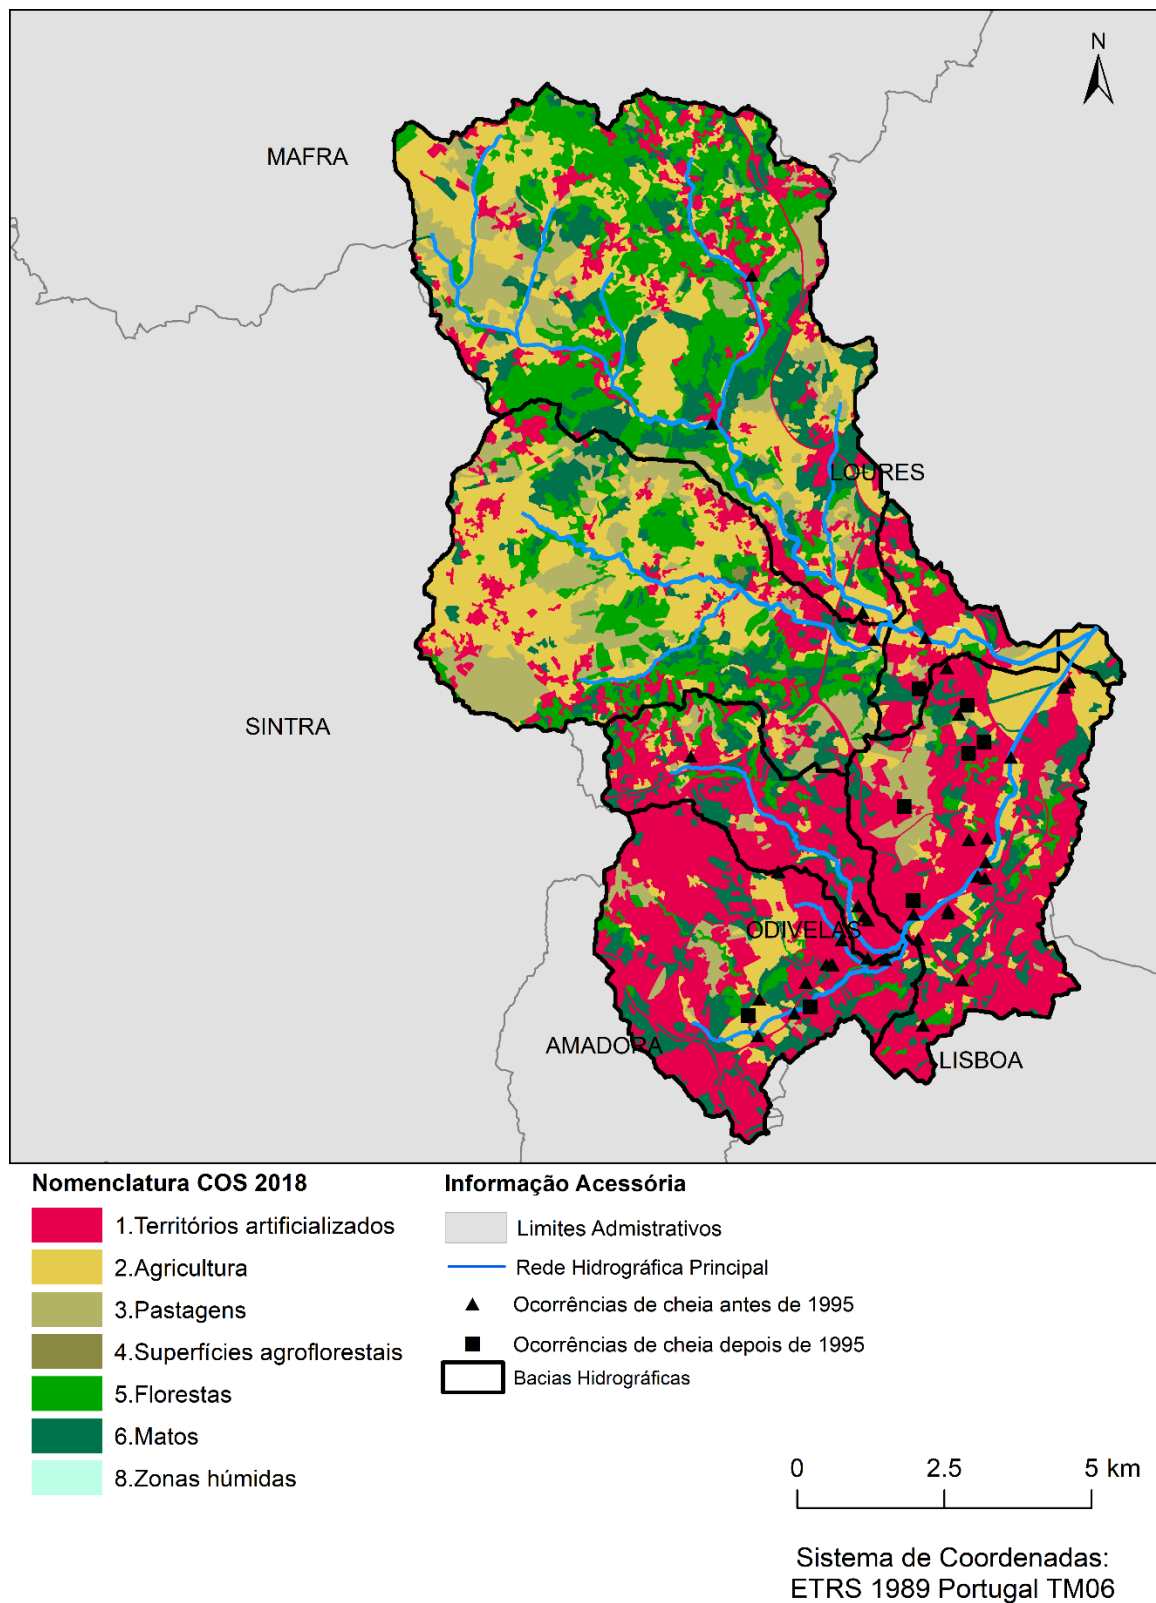 N
MAFRA
LOURES
SINTRA
ODIVELAS
AMADORA
LISBOA
Nomenclatura COS 2018
1.Territórios artificializados
2.Agricultura
3.Pastagens
4.Superfícies agroflorestais
5.Florestas
6.Matos
8.Zonas húmidas
Informação Acessória
Limites Admistrativos
Rede Hidrográfica Principal
Ocorrências de cheia antes de 1995
Ocorrências de cheia depois de 1995
Bacias Hidrográficas
0 2.5 5 km
Sistema de Coordenadas:
ETRS 1989 Portugal TM06